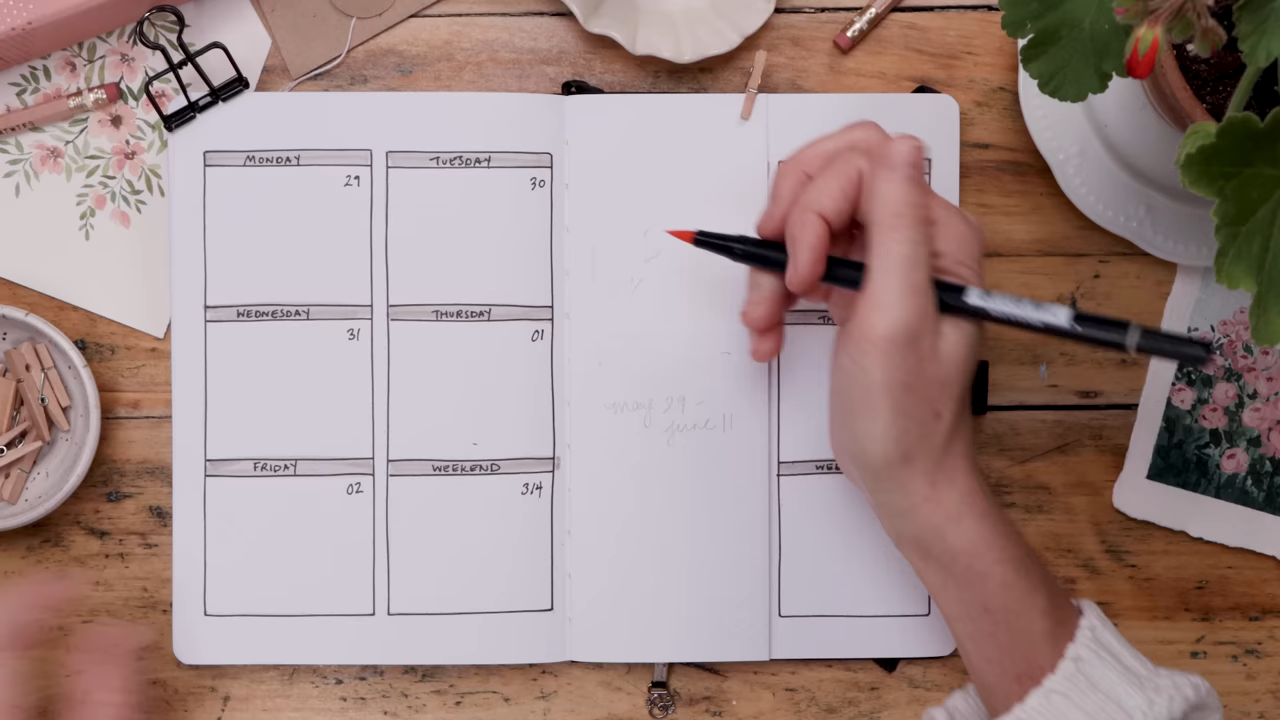 MONDAY
TUESDAY
29
30
WEDNESDAY
THURSDAY
31
01
may 29 -
june 11
FRIDAY
WEEKEND
02
3/4